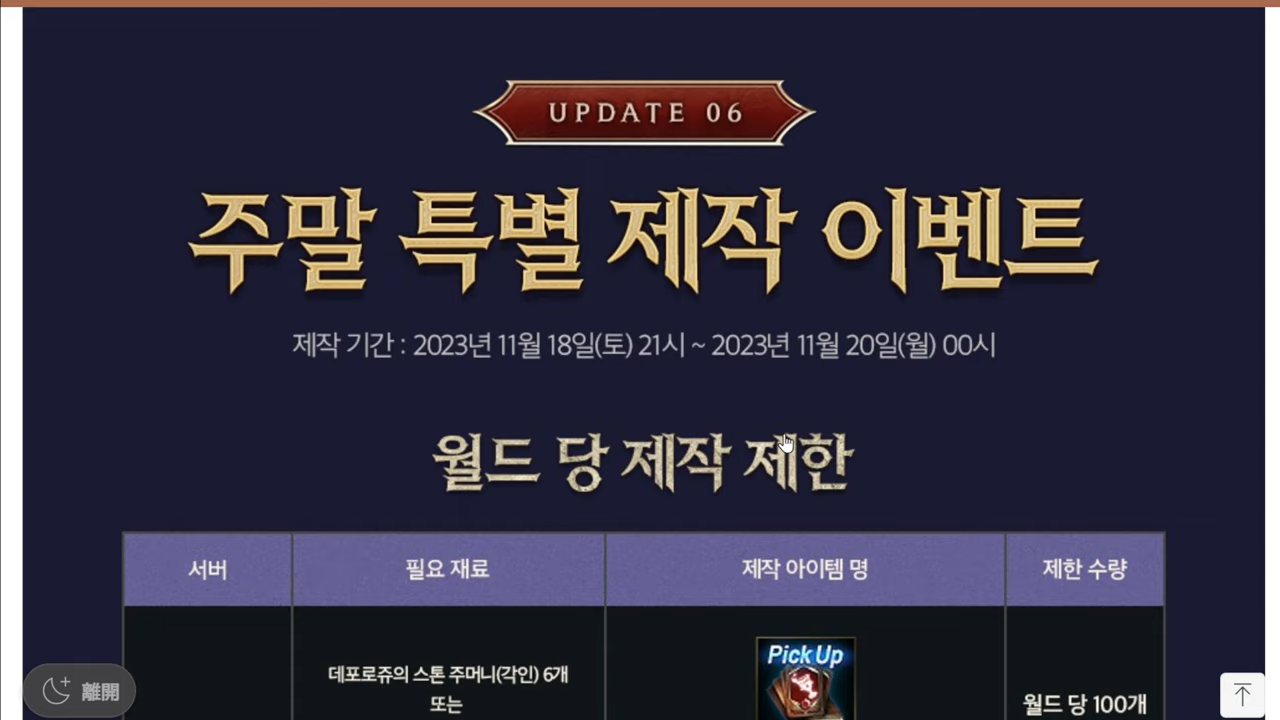 UPDATE 06
주말 특별 제작 이벤트
제작 기간 : 2023년 11월 18일(토) 21시 ~ 2023년 11월 20일(월) 00시
월드 당 제작 제한
서버 필요 재료 제작 아이템 명 제한 수량
Pick Up
데포로쥬의 스톤 주머니(각인) 6개
또는
월드 당 100개
離開